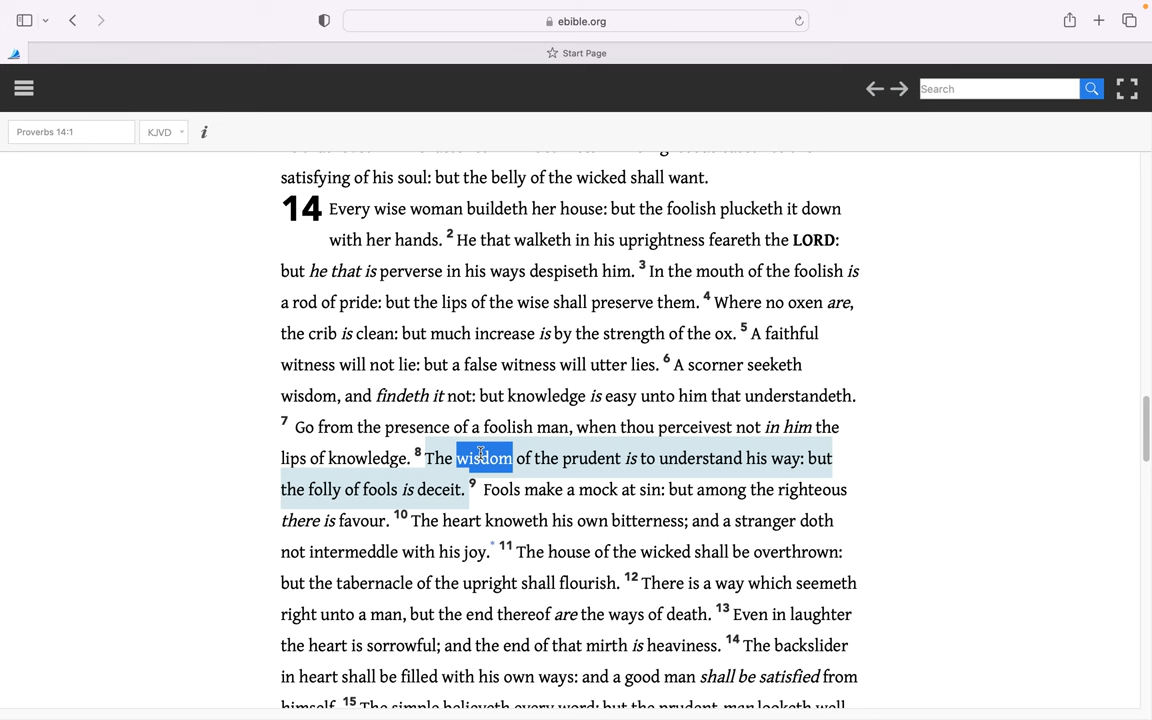 ebible.org
Start Page
Search
Proverbs 14:1
KJVD
i
satisfying of his soul: but the belly of the wicked shall want.
14 Every wise woman buildeth her house: but the foolish plucketh it down
with her hands. 2 He that walketh in his uprightness feareth the LORD:
but he that is perverse in his ways despiseth him. 3 In the mouth of the foolish is
a rod of pride: but the lips of the wise shall preserve them. 4 Where no oxen are,
the crib is clean: but much increase is by the strength of the ox. 5 A faithful
witness will not lie: but a false witness will utter lies. 6 A scorner seeketh
wisdom, and findeth it not: but knowledge is easy unto him that understandeth.
7 Go from the presence of a foolish man, when thou perceivest not in him the
lips of knowledge. 8 The wisdom of the prudent is to understand his way: but
the folly of fools is deceit. 9 Fools make a mock at sin: but among the righteous
there is favour. 10 The heart knoweth his own bitterness; and a stranger doth
not intermeddle with his joy.* 11 The house of the wicked shall be overthrown:
but the tabernacle of the upright shall flourish. 12 There is a way which seemeth
right unto a man, but the end thereof are the ways of death. 13 Even in laughter
the heart is sorrowful; and the end of that mirth is heaviness. 14 The backslider
in heart shall be filled with his own ways: and a good man shall be satisfied from
himself. 15 The simple believeth every word: but the prudent man looketh well